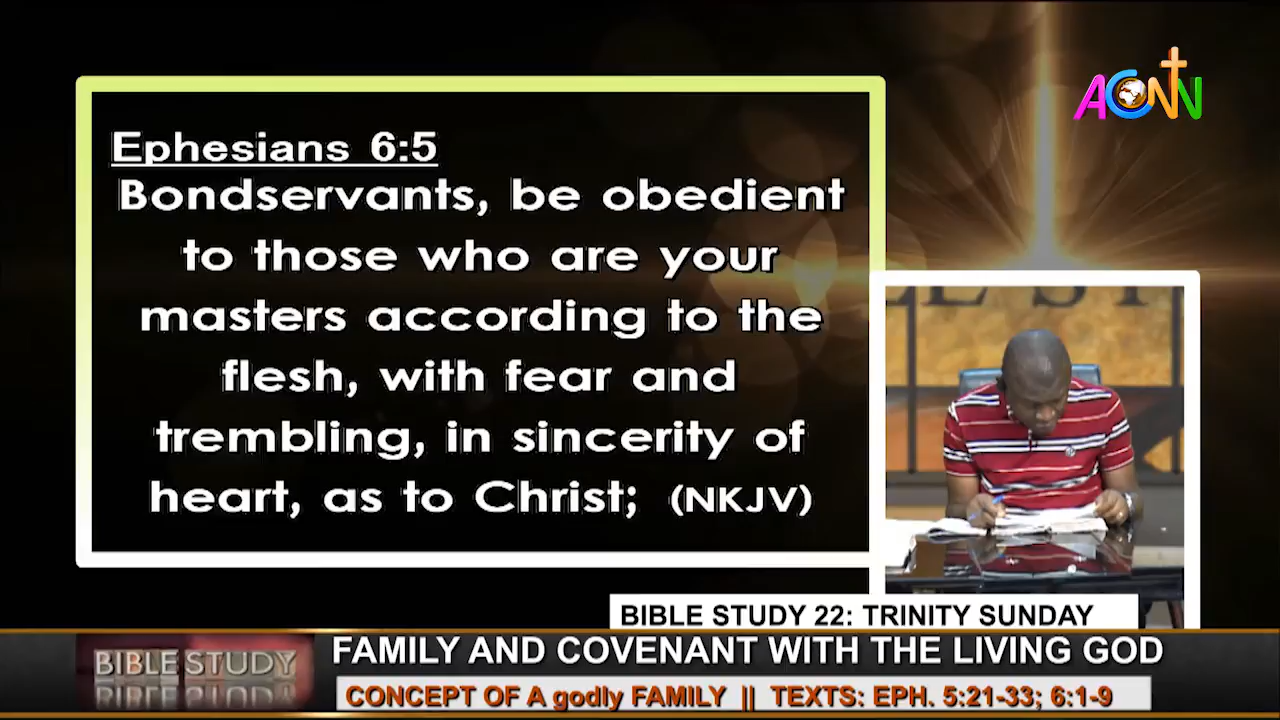 ACNN
Ephesians 6:5
Bondservants, be obedient
to those who are your
masters according to the
flesh, with fear and
trembling, in sincerity of
heart, as to Christ; (NKJV)
BIBLE STUDY 22: TRINITY SUNDAY
BIBLE STUDY
FAMILY AND COVENANT WITH THE LIVING GOD
CONCEPT OF A godly FAMILY || TEXTS: EPH. 5:21-33; 6:1-9